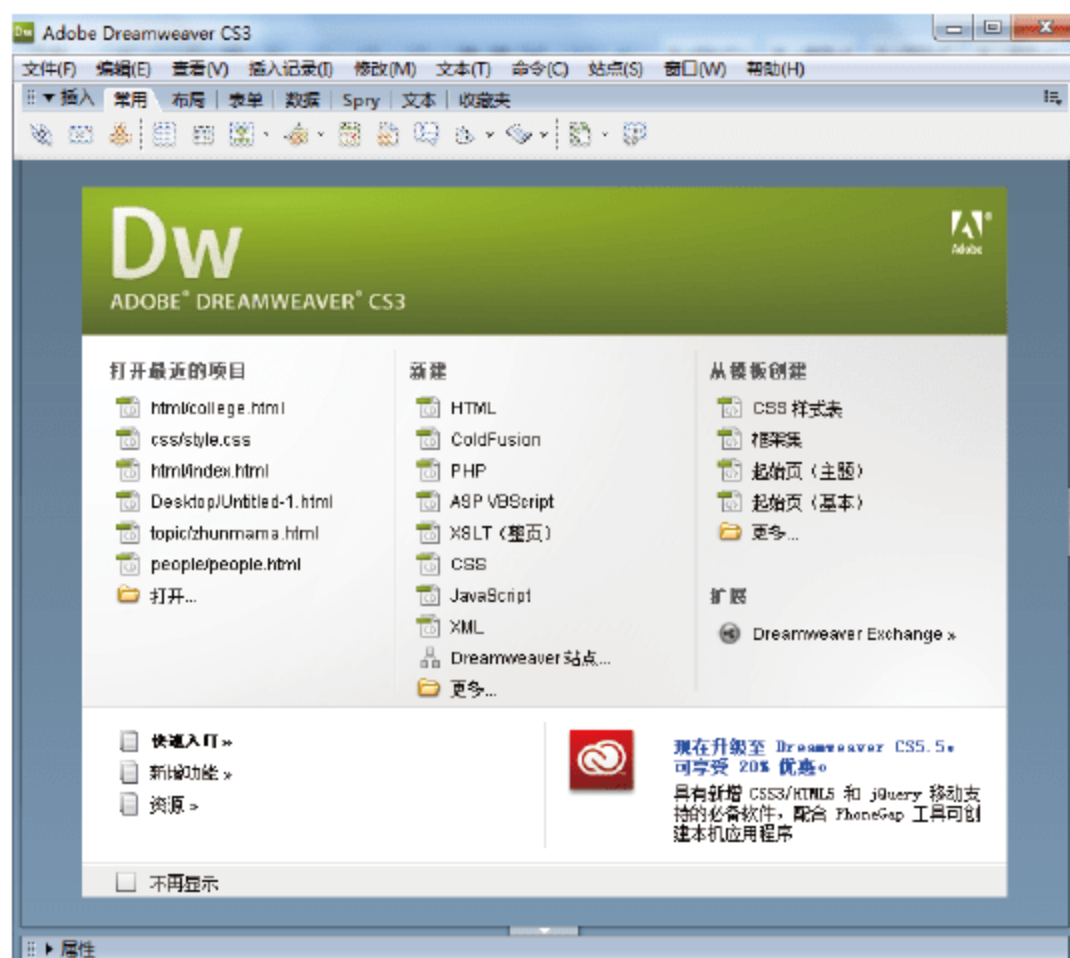 Dw Adobe Dreamweaver CS3
文件(F) 编辑(E) 查看(V) 插入记录(I) 修改(M) 文本(T) 命令(C) 站点(S) 窗口(W) 帮助(H)
▼插入 常用 布局 表单 数据 Spry 文本 收藏夹
Dw
Adobe
ADOBE® DREAMWEAVER® CS3
打开最近的项目
html/college.html
css/style.css
html/index.html
Desktop/Untitled-1.html
topic/zhunmama.html
people/people.html
打开...
新建
HTML
ColdFusion
PHP
ASP VBScript
XSLT（整页）
CSS
JavaScript
XML
Dreamweaver 站点...
更多...
从模板创建
CSS 样式表
框架集
起始页（主题）
起始页（基本）
更多...
扩展
Dreamweaver Exchange »
快速入门 »
新增功能 »
资源 »
现在升级至 Dreamweaver CS5.5。
可享受 20% 优惠。
具有新增 CSS3/HTML5 和 jQuery 移动支
持的必备软件，配合 PhoneGap 工具可创
建本机应用程序
不再显示
属性